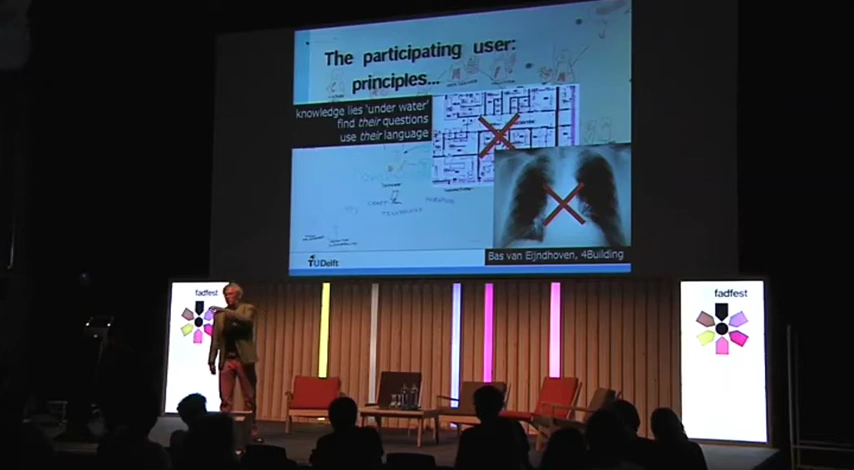 The participating user:
principles...
knowledge lies 'under water'
find their questions
use their language
TUDelft
Bas van Eijndhoven, 4Building
fadfest
fadfest